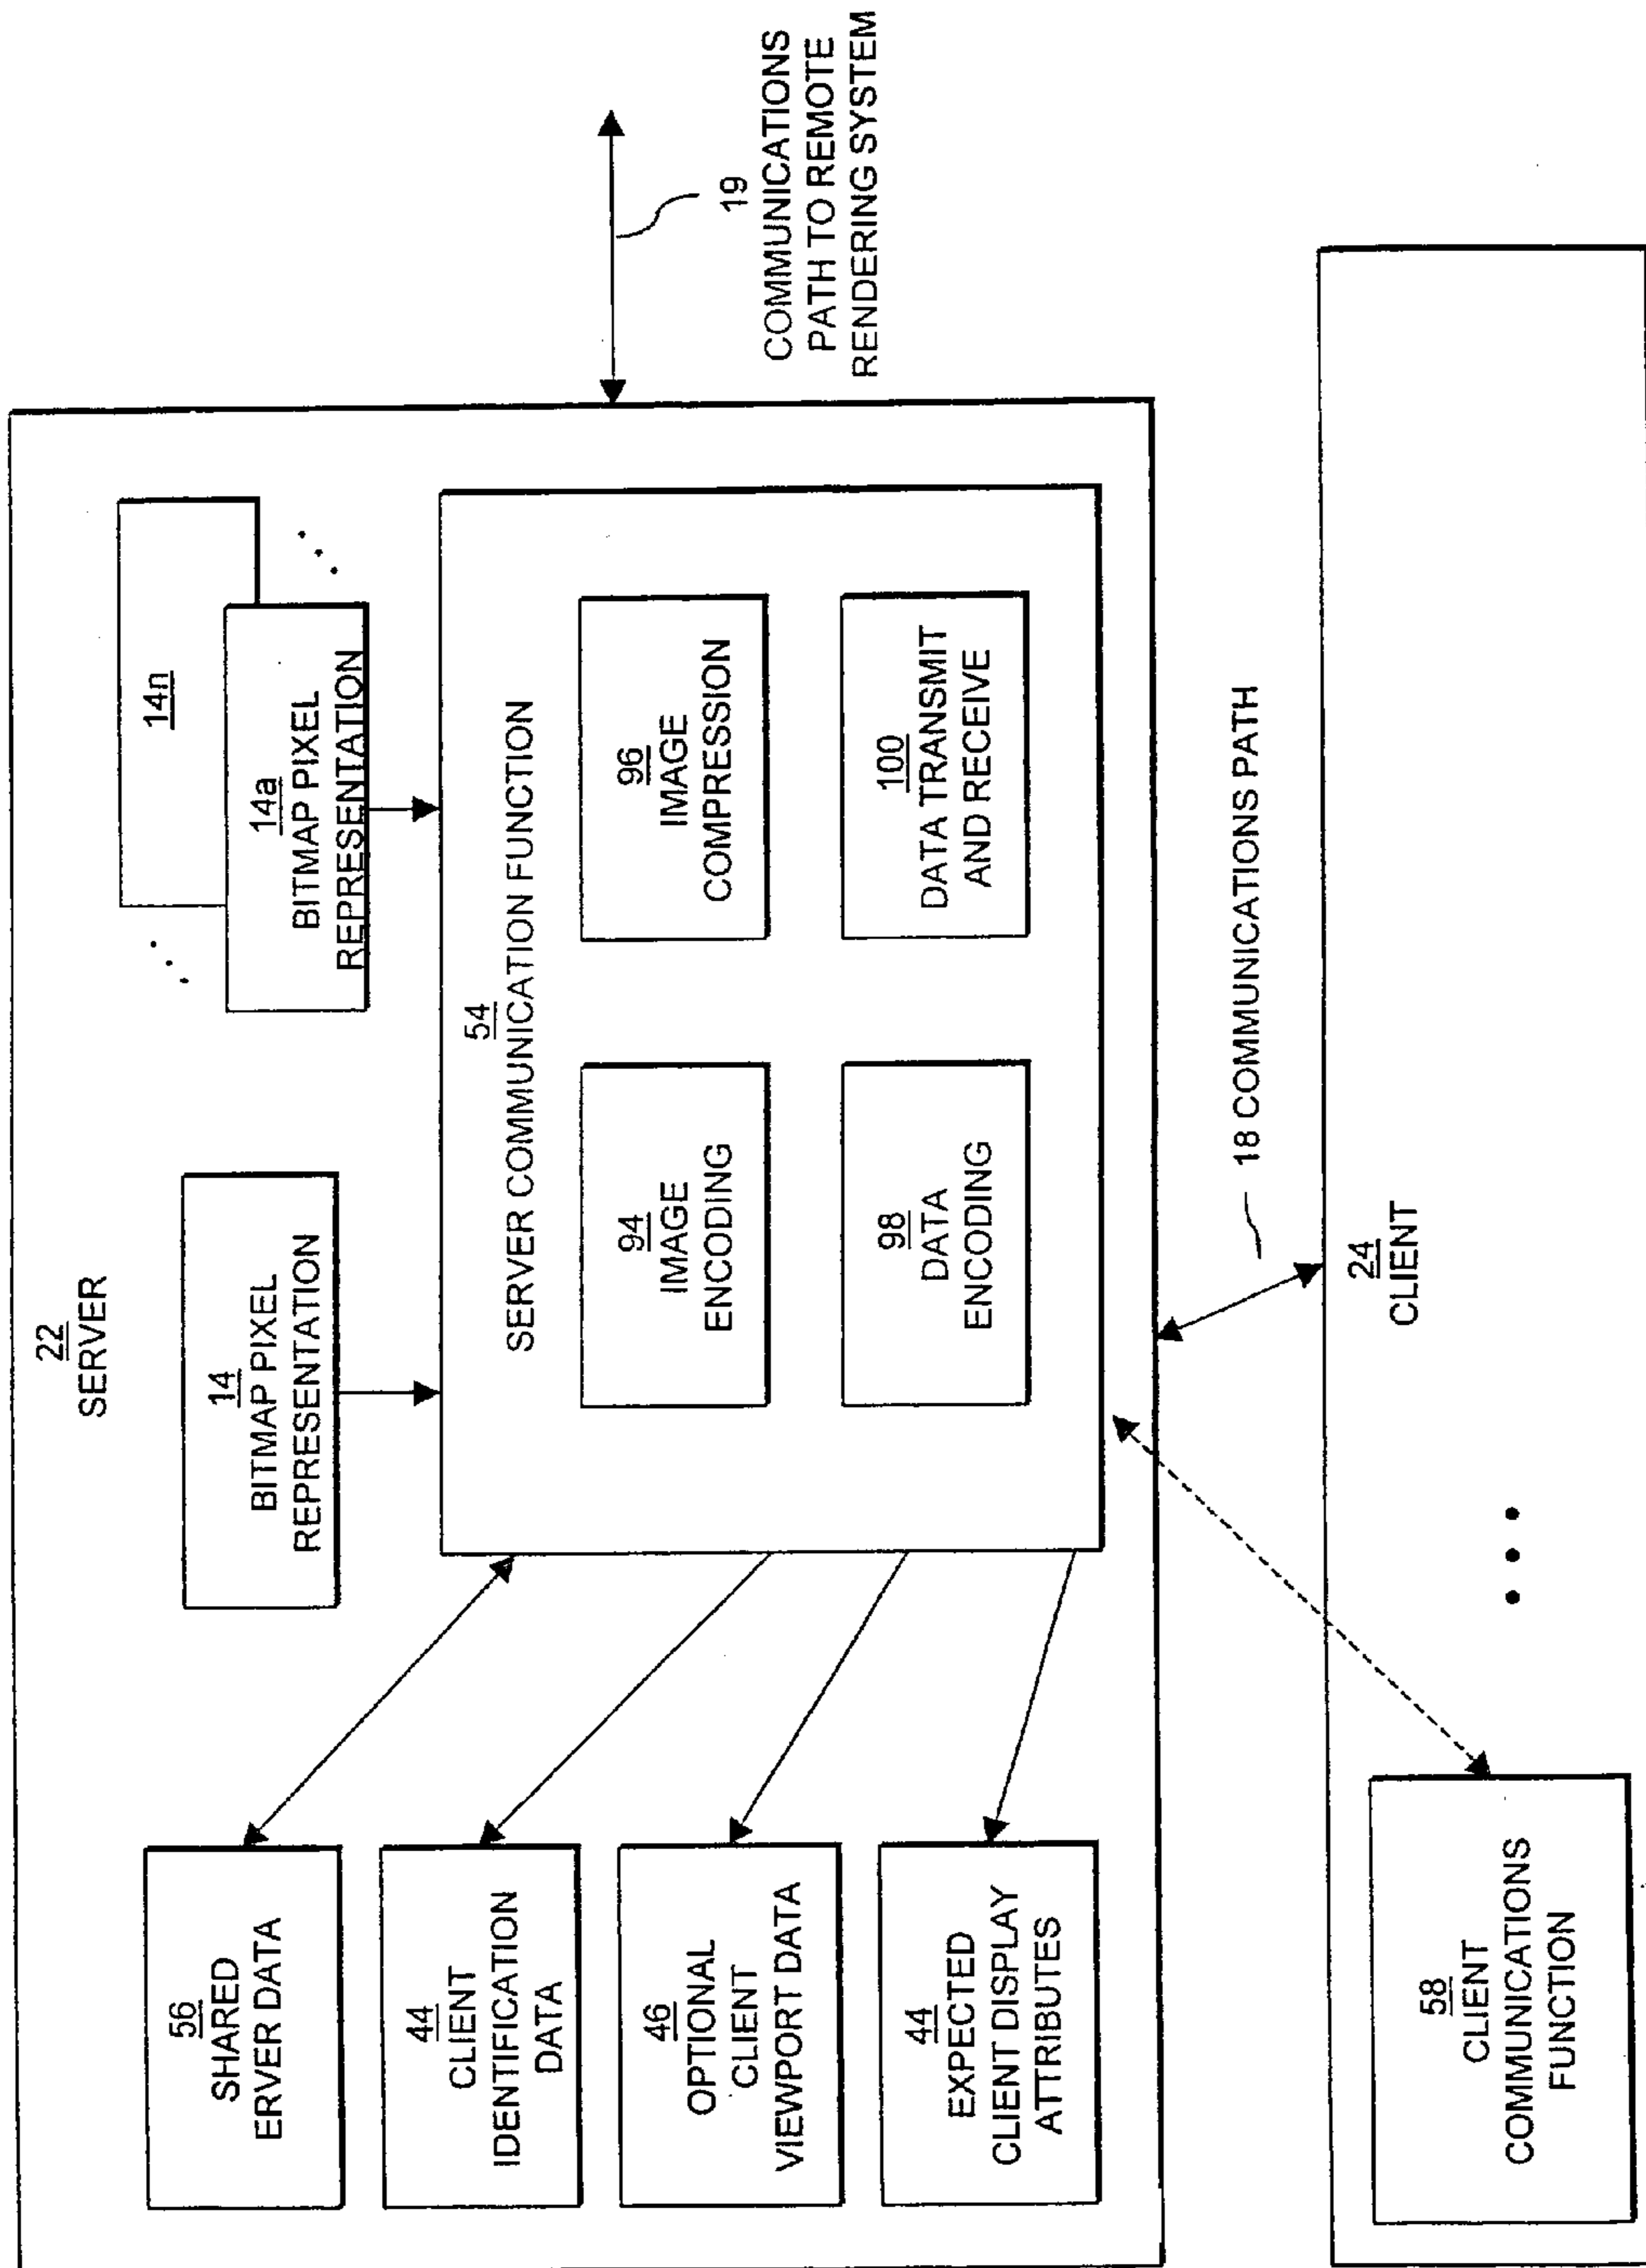 22
SERVER
14
BITMAP PIXEL
REPRESENTATION
14n
14a
BITMAP PIXEL
REPRESENTATION
56
SHARED
ERVER DATA
44
CLIENT
IDENTIFICATION
DATA
46
OPTIONAL
CLIENT
VIEWPORT DATA
44
EXPECTED
CLIENT DISPLAY
ATTRIBUTES
54
SERVER COMMUNICATION FUNCTION
94
IMAGE
ENCODING
96
IMAGE
COMPRESSION
98
DATA
ENCODING
100
DATA TRANSMIT
AND RECEIVE
19
COMMUNICATIONS
PATH TO REMOTE
RENDERING SYSTEM
18 COMMUNICATIONS PATH
24
CLIENT
58
CLIENT
COMMUNICATIONS
FUNCTION